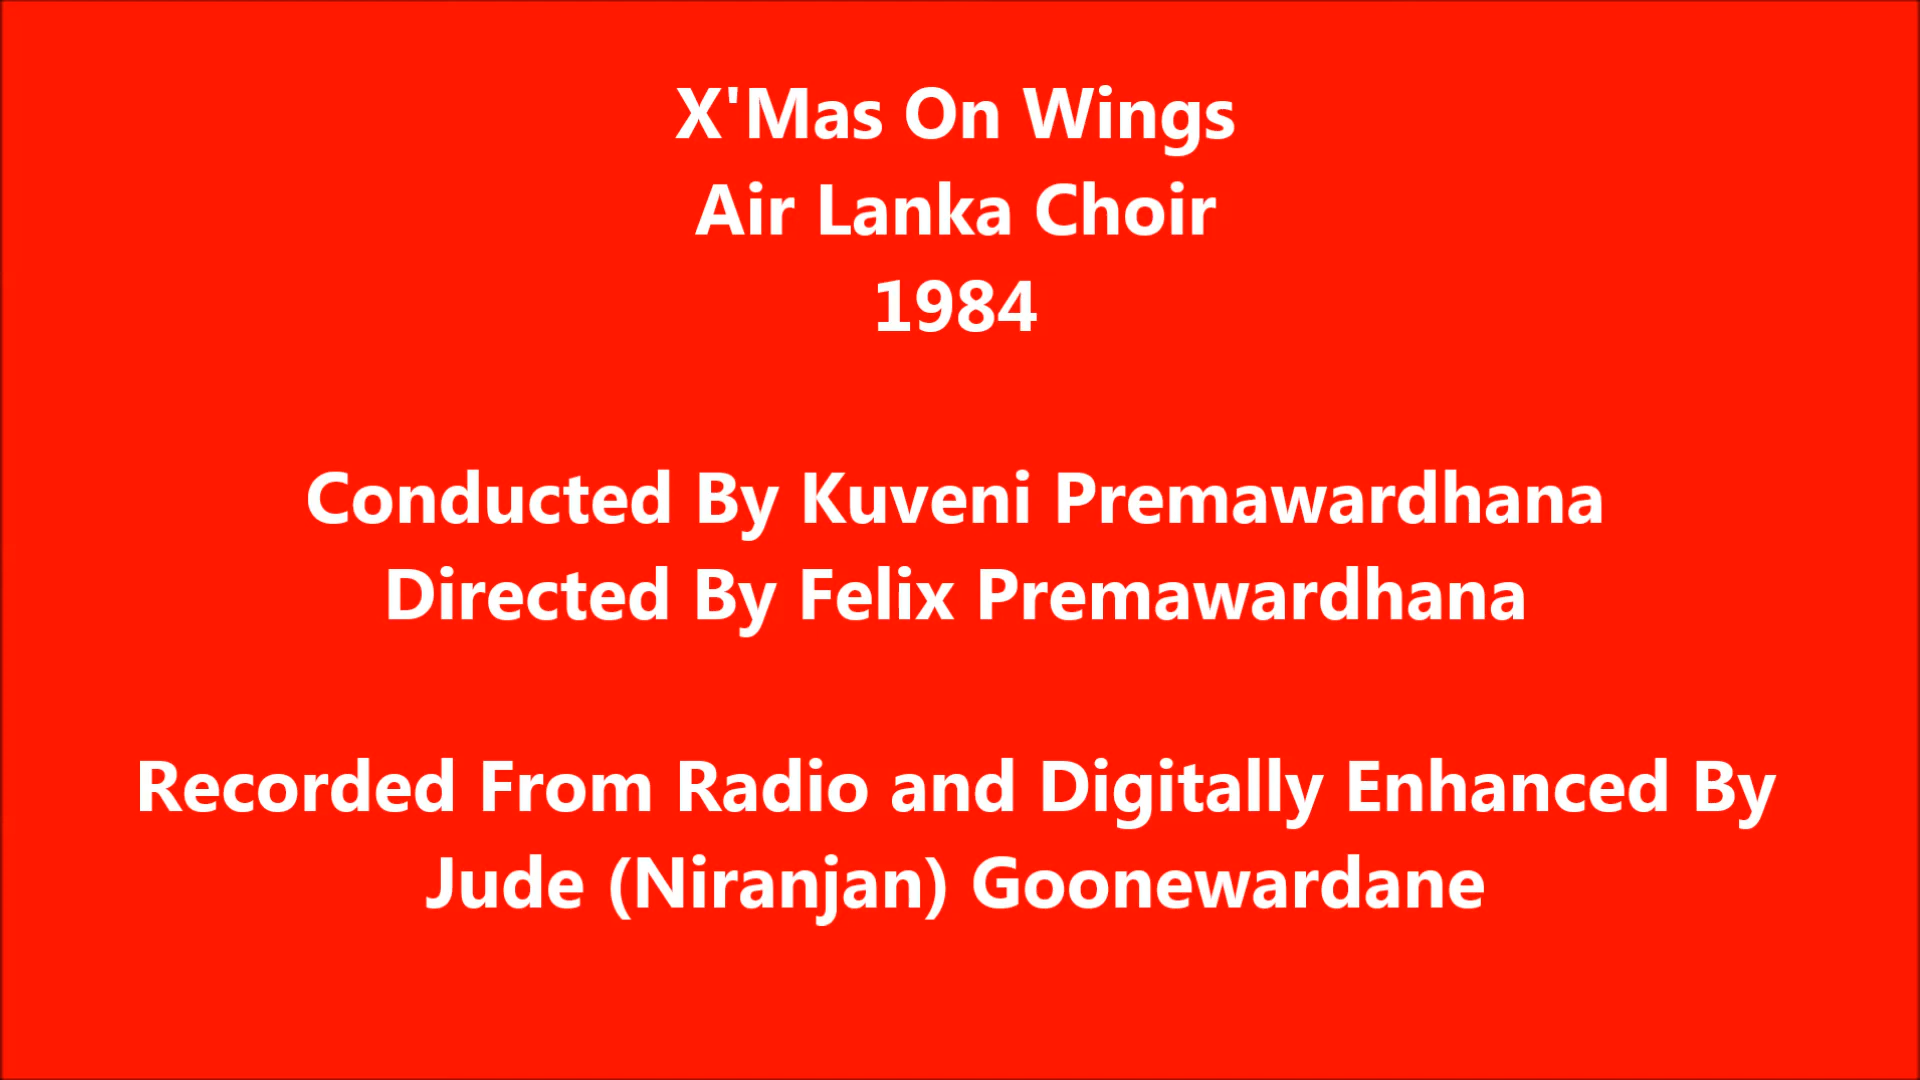 X'Mas On Wings
Air Lanka Choir
1984
Conducted By Kuveni Premawardhana
Directed By Felix Premawardhana
Recorded From Radio and Digitally Enhanced By
Jude (Niranjan) Goonewardane